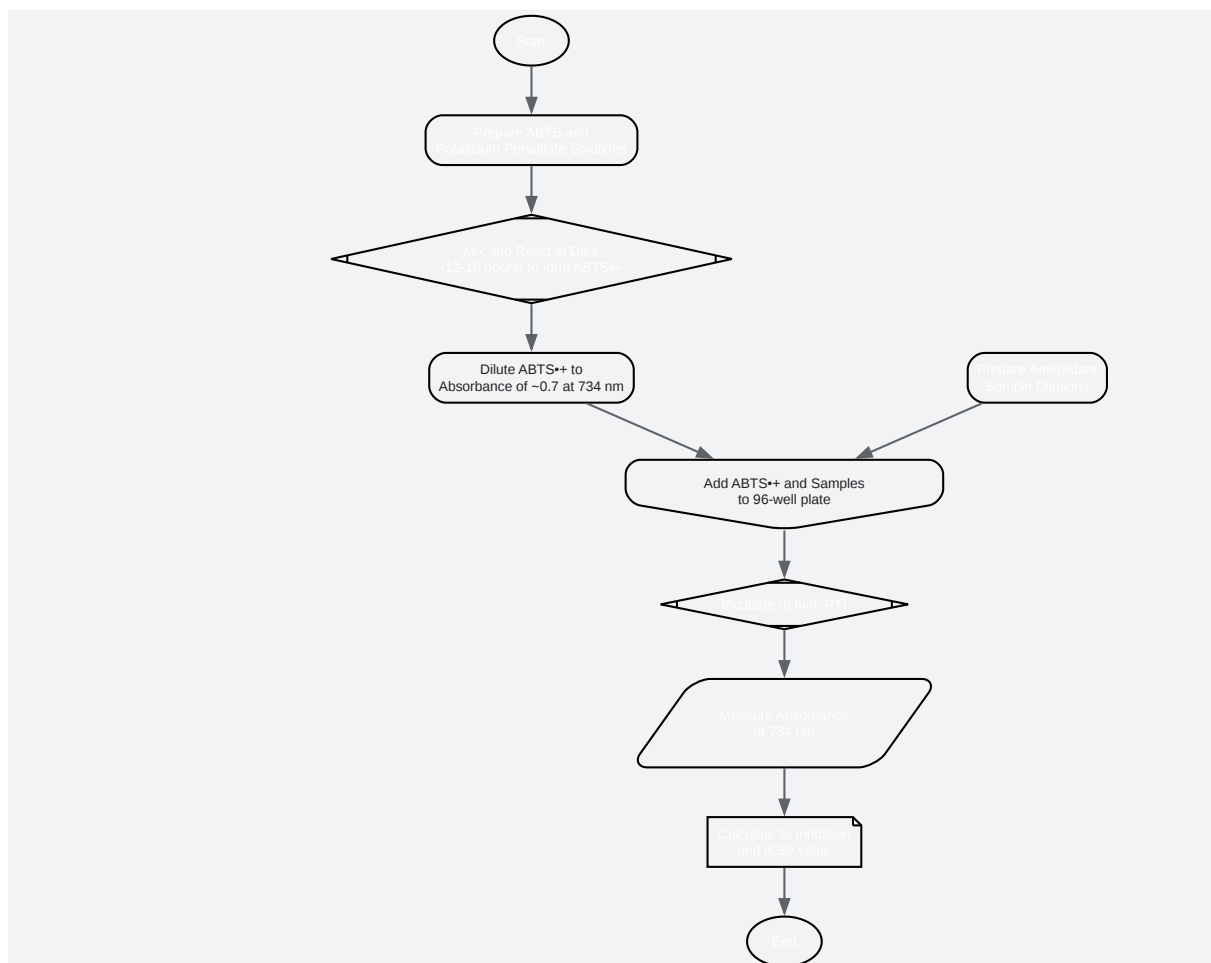 Start
Prepare ABTS and
Potassium Persulfate Solutions
Mix and React in Dark
(12-16 hours) to form ABTS•+
Dilute ABTS•+ to
Absorbance of ~0.7 at 734 nm
Prepare Antioxidant
Sample Dilutions
Add ABTS•+ and Samples
to 96-well plate
Incubate (6 min, RT)
Measure Absorbance
at 734 nm
Calculate % Inhibition
and IC50 Value
End